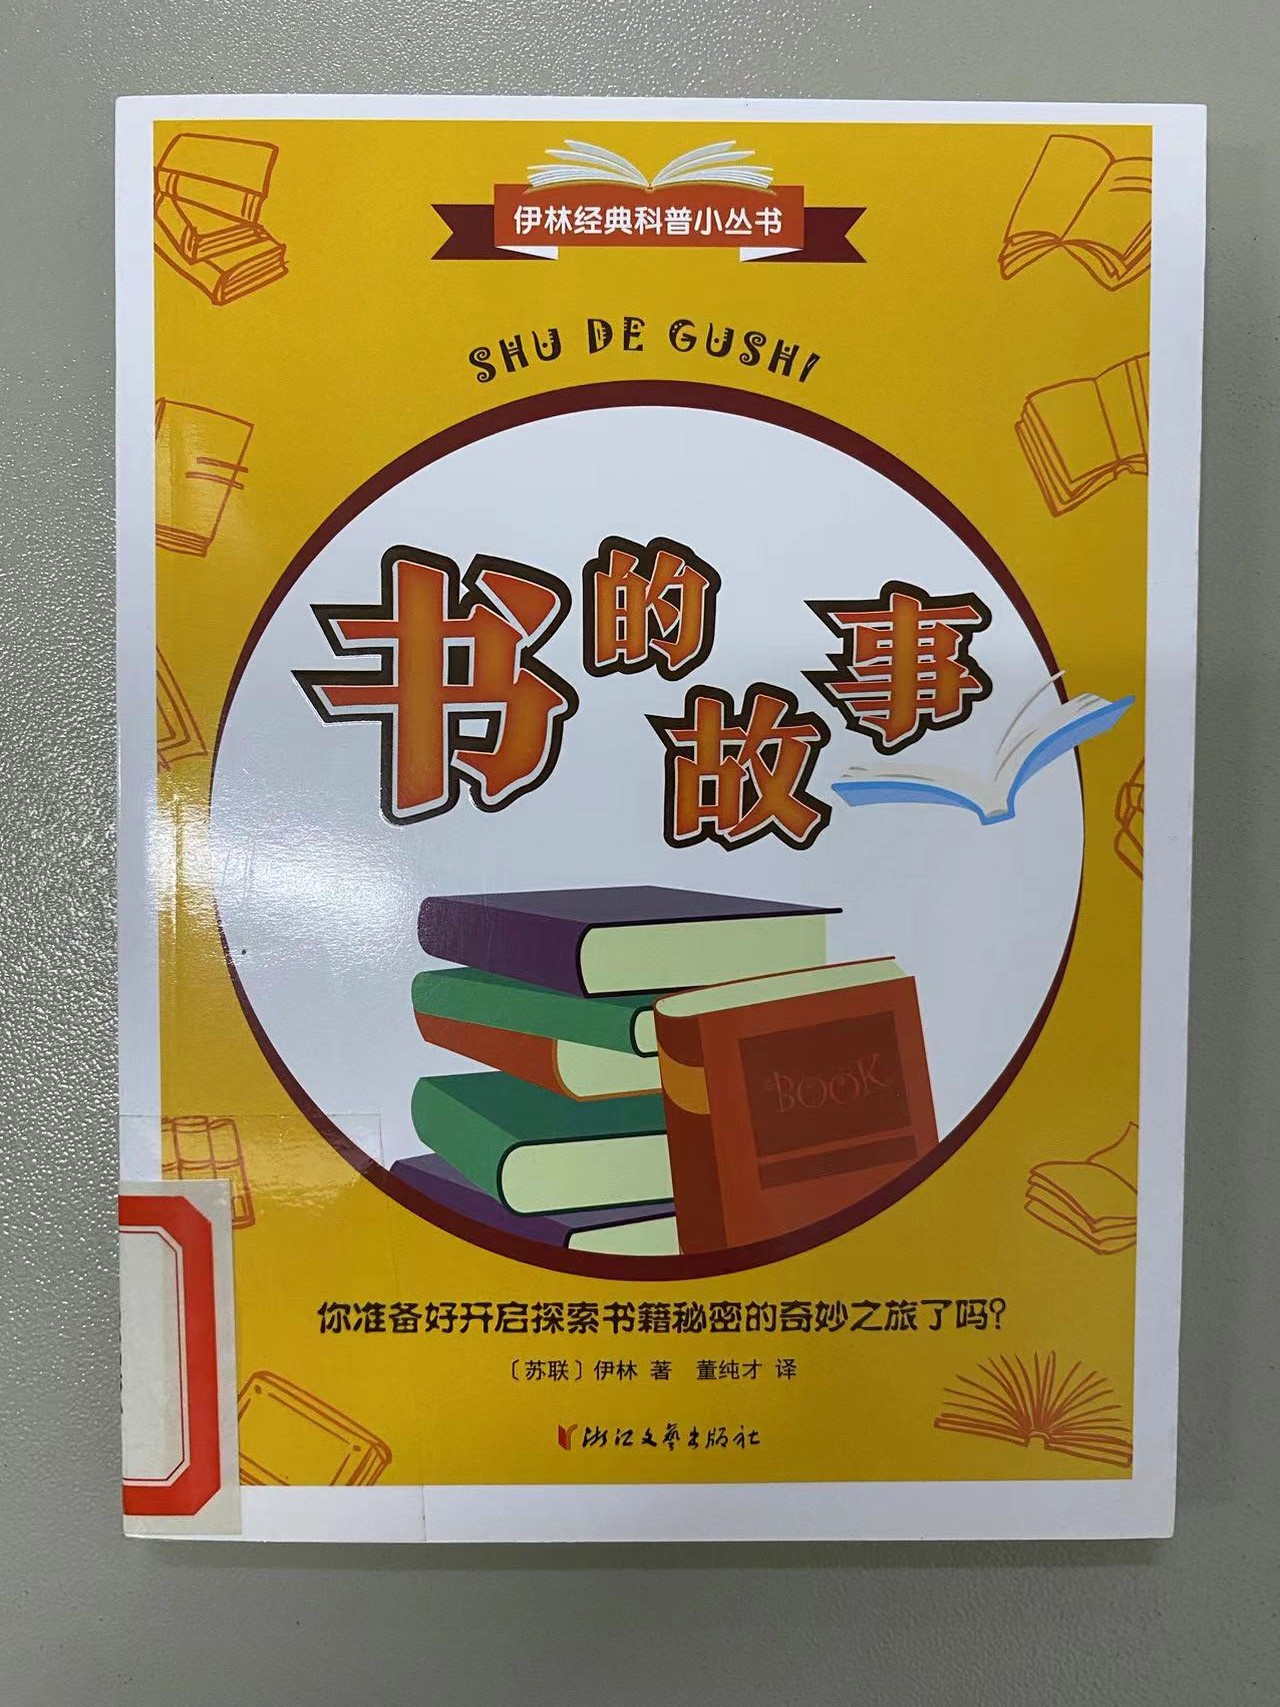 伊林经典科普小丛书
SHU DE GUSHI
书的故事
BOOK
你准备好开启探索书籍秘密的奇妙之旅了吗?
〔苏联〕伊林 著 董纯才 译
浙江文艺出版社